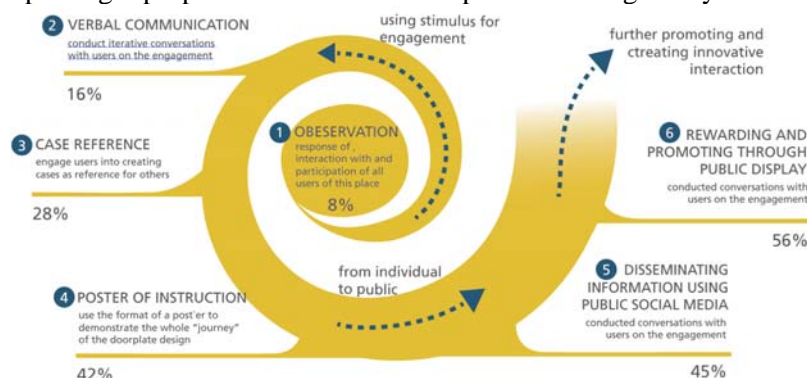 2 VERBAL COMMUNICATION
conduct iterative conversations
with users on the engagement
16%
using stimulus for
engagement
further promoting and
ctreating innovative
interaction
3 CASE REFERENCE
engage users into creating
cases as reference for others
28%
1 OBESERVATION
response of ,
interaction with and
participation of all
users of this place
8%
6 REWARDING AND
PROMOTING THROUGH
PUBLIC DISPLAY
conducted conversations with
users on the engagement
56%
from individual
to public
4 POSTER OF INSTRUCTION
use the format of a post`er to
demonstrate the whole "journey"
of the doorplate design
42%
5 DISSEMINATING
INFORMATION USING
PUBLIC SOCIAL MEDIA
conducted conversations with
users on the engagement
45%